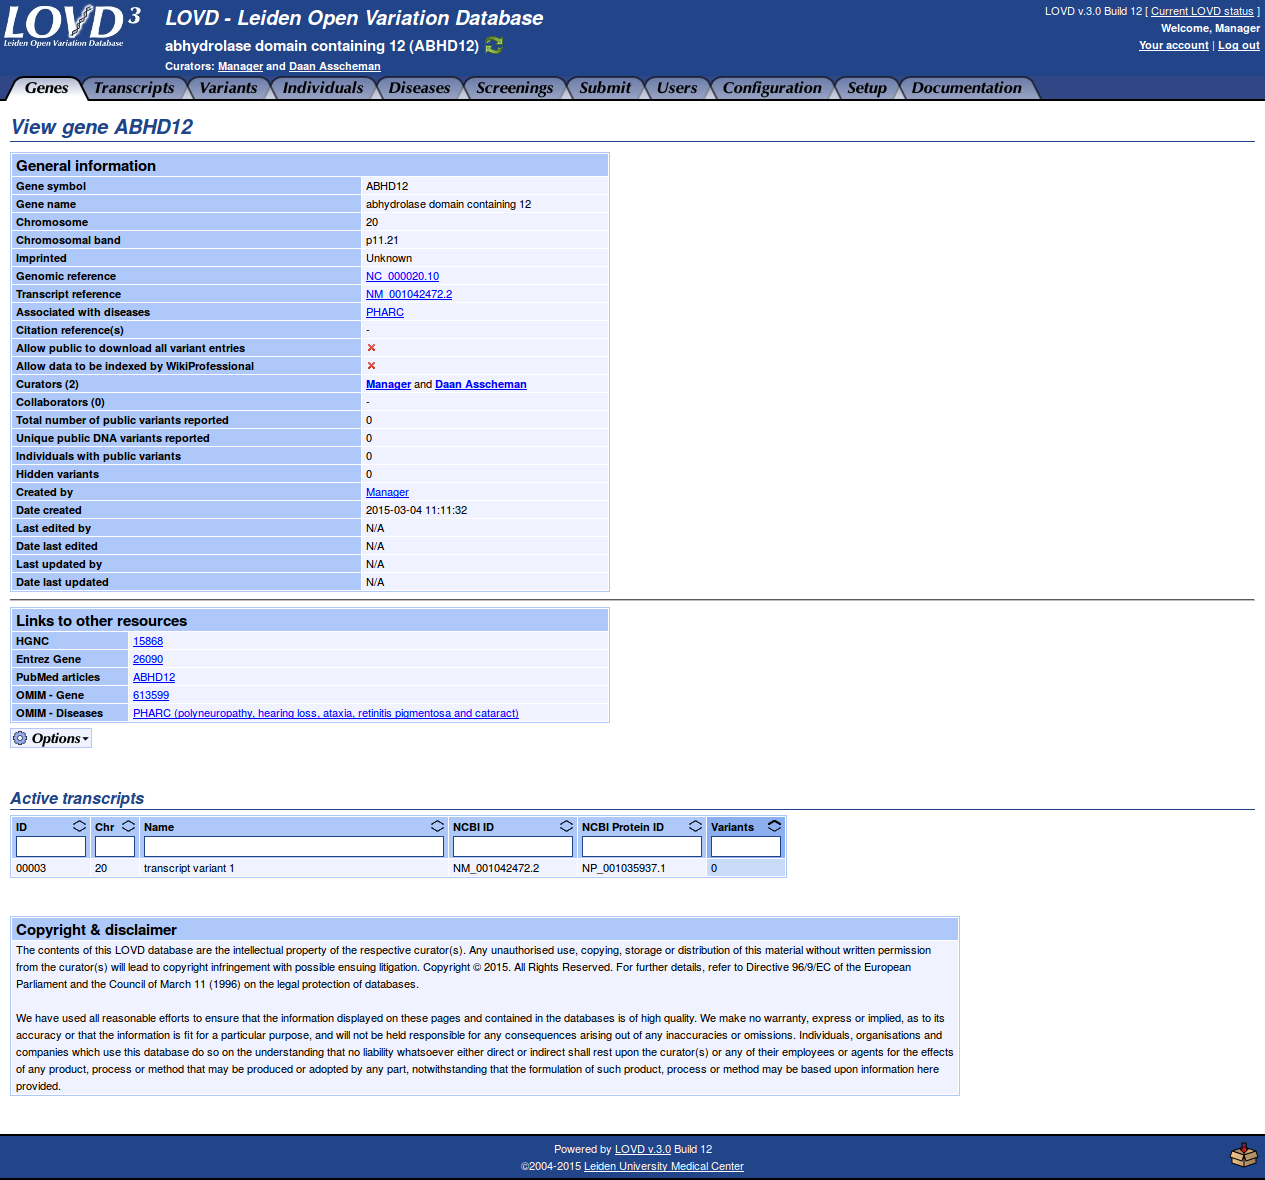 LOVD 3
Leiden Open Variation Database
LOVD - Leiden Open Variation Database
abhydrolase domain containing 12 (ABHD12)
Curators: Manager and Daan Asscheman
LOVD v.3.0 Build 12 [ Current LOVD status ]
Welcome, Manager
Your account | Log out
Genes Transcripts Variants Individuals Diseases Screenings Submit Users Configuration Setup Documentation
View gene ABHD12
General information
Gene symbol ABHD12
Gene name abhydrolase domain containing 12
Chromosome 20
Chromosomal band p11.21
Imprinted Unknown
Genomic reference NC_000020.10
Transcript reference NM_001042472.2
Associated with diseases PHARC
Citation reference(s) -
Allow public to download all variant entries
Allow data to be indexed by WikiProfessional
Curators (2) Manager and Daan Asscheman
Collaborators (0) -
Total number of public variants reported 0
Unique public DNA variants reported 0
Individuals with public variants 0
Hidden variants 0
Created by Manager
Date created 2015-03-04 11:11:32
Last edited by N/A
Date last edited N/A
Last updated by N/A
Date last updated N/A
Links to other resources
HGNC 15868
Entrez Gene 26090
PubMed articles ABHD12
OMIM - Gene 613599
OMIM - Diseases PHARC (polyneuropathy, hearing loss, ataxia, retinitis pigmentosa and cataract)
Options
Active transcripts
ID Chr Name NCBI ID NCBI Protein ID Variants
00003 20 transcript variant 1 NM_001042472.2 NP_001035937.1 0
Copyright & disclaimer
The contents of this LOVD database are the intellectual property of the respective curator(s). Any unauthorised use, copying, storage or distribution of this material without written permission
from the curator(s) will lead to copyright infringement with possible ensuing litigation. Copyright © 2015. All Rights Reserved. For further details, refer to Directive 96/9/EC of the European
Parliament and the Council of March 11 (1996) on the legal protection of databases.
We have used all reasonable efforts to ensure that the information displayed on these pages and contained in the databases is of high quality. We make no warranty, express or implied, as to its
accuracy or that the information is fit for a particular purpose, and will not be held responsible for any consequences arising out of any inaccuracies or omissions. Individuals, organisations and
companies which use this database do so on the understanding that no liability whatsoever either direct or indirect shall rest upon the curator(s) or any of their employees or agents for the effects
of any product, process or method that may be produced or adopted by any part, notwithstanding that the formulation of such product, process or method may be based upon information here
provided.
Powered by LOVD v.3.0 Build 12
©2004-2015 Leiden University Medical Center